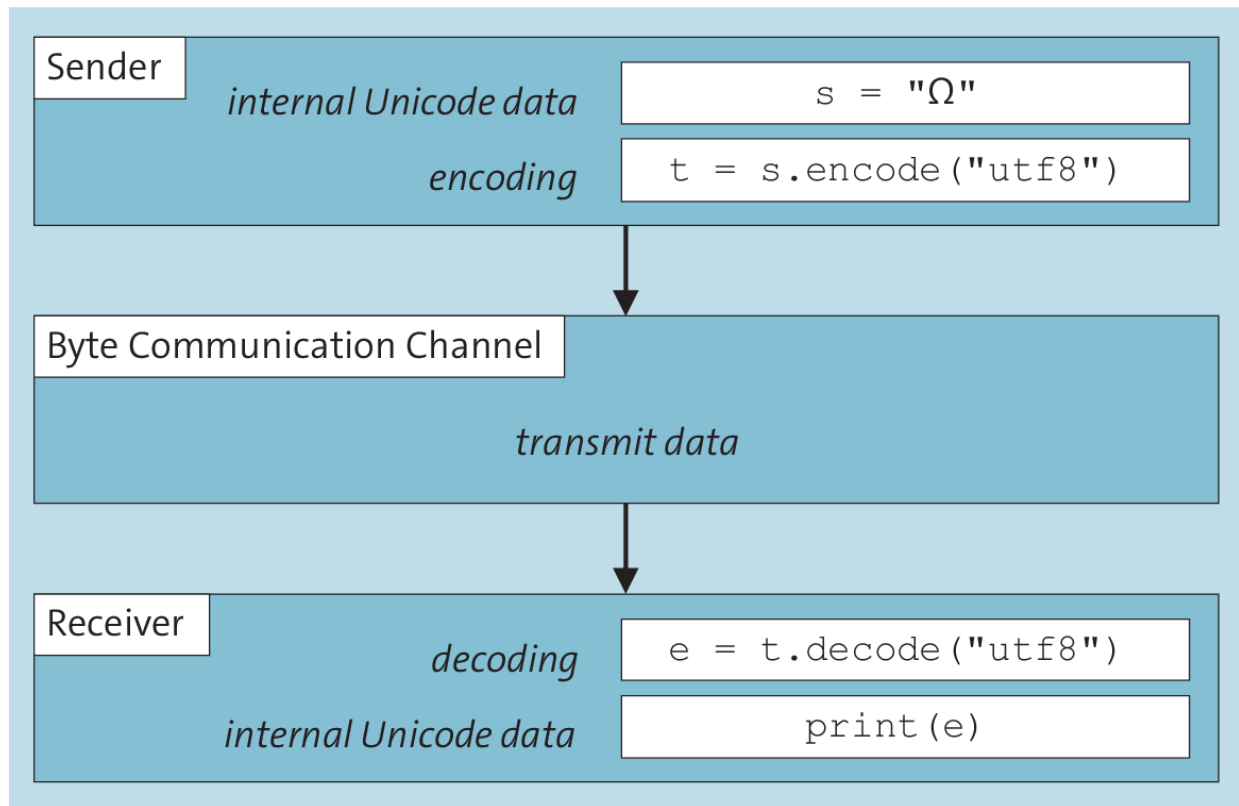 Sender
internal Unicode data
s = "Ω"
encoding
t = s.encode("utf8")
Byte Communication Channel
transmit data
Receiver
decoding
e = t.decode("utf8")
internal Unicode data
print(e)